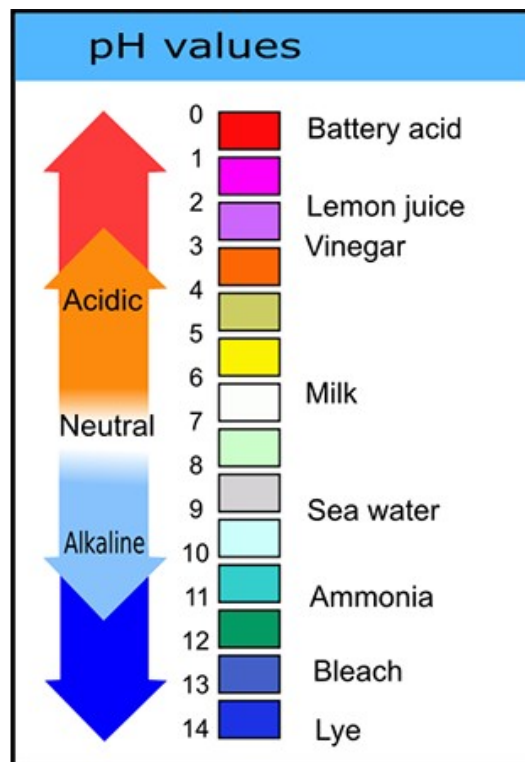 pH values
0
Battery acid
1
2
Lemon juice
3
Vinegar
Acidic
4
5
6
Milk
7
Neutral
8
9
Sea water
Alkaline
10
11
Ammonia
12
13
Bleach
14
Lye